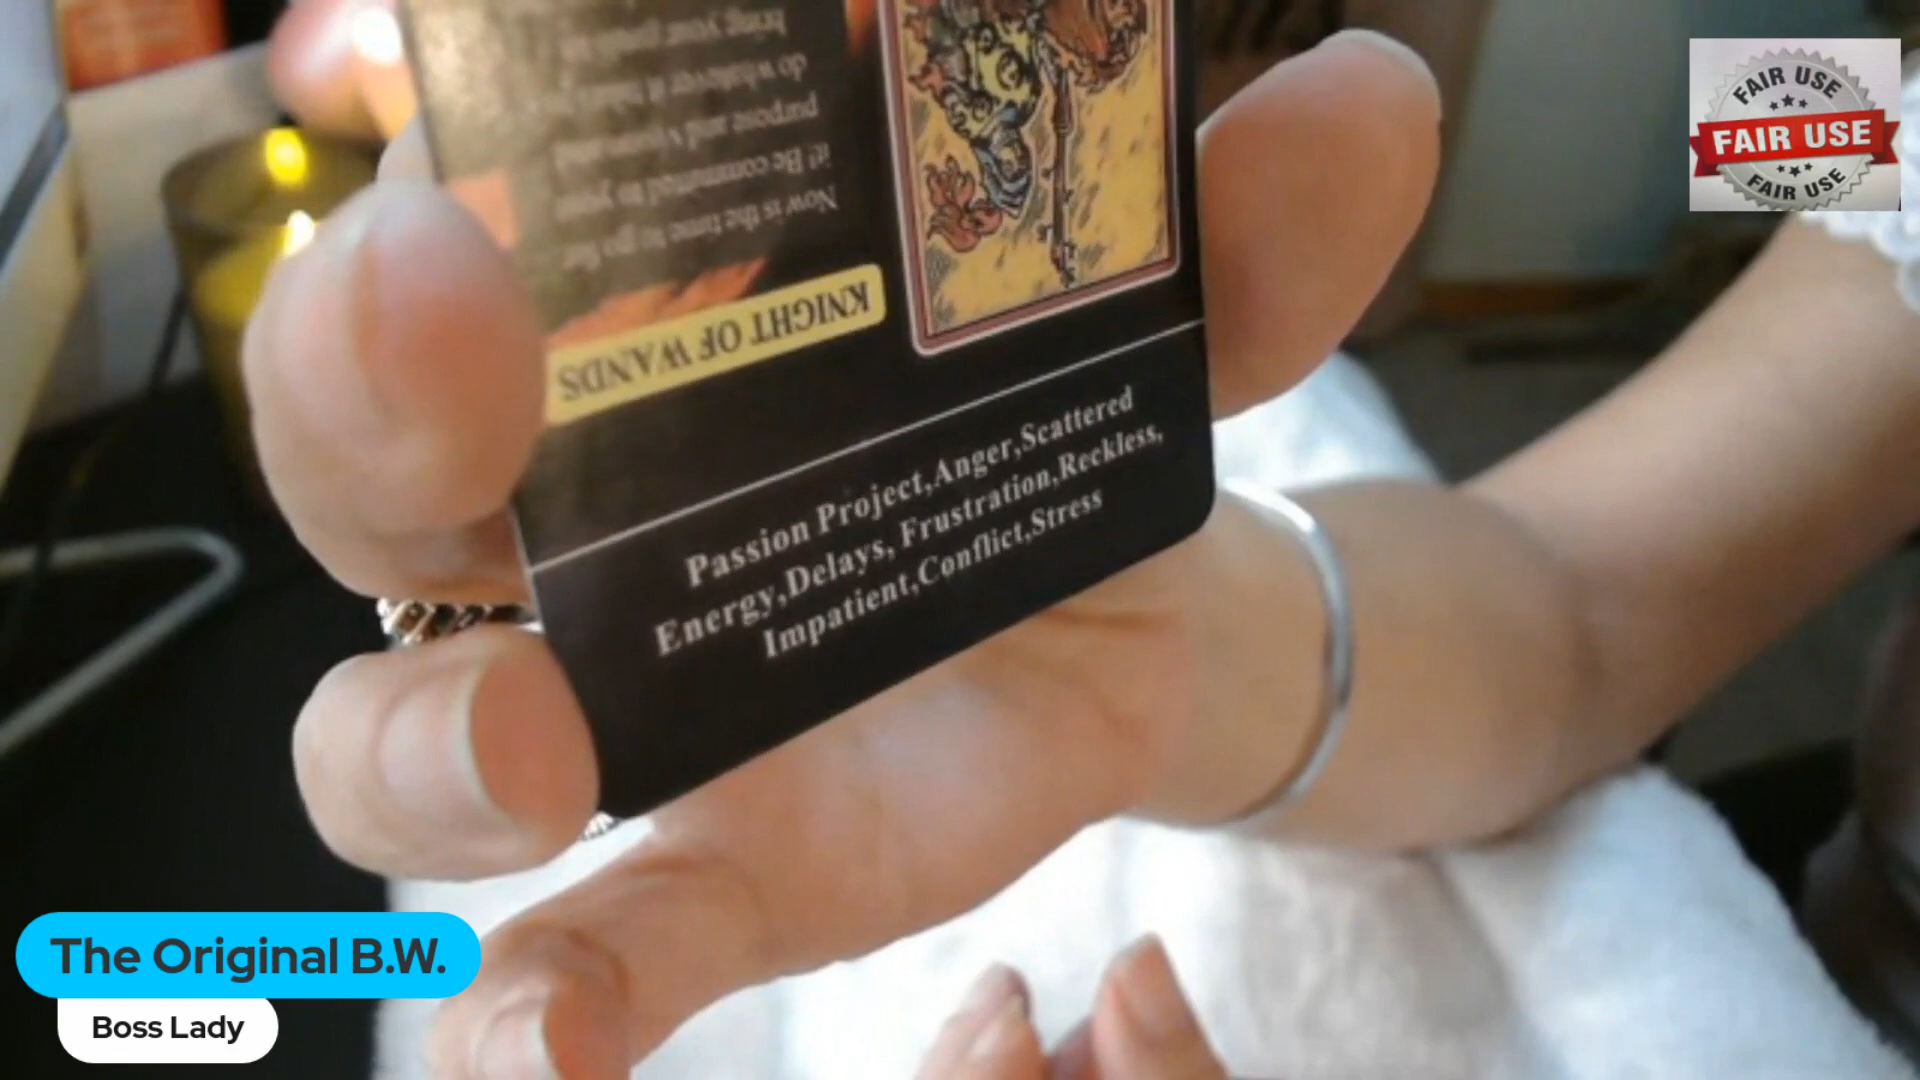 FAIR USE
FAIR USE
FAIR USE
bring your goals to
do whatever it takes to
purpose and
it! Be committed to your
Now is the time to go for
KNIGHT OF WANDS
Passion Project,Anger,Scattered
Energy,Delays, Frustration,Reckless,
Impatient,Conflict,Stress
The Original B.W.
Boss Lady